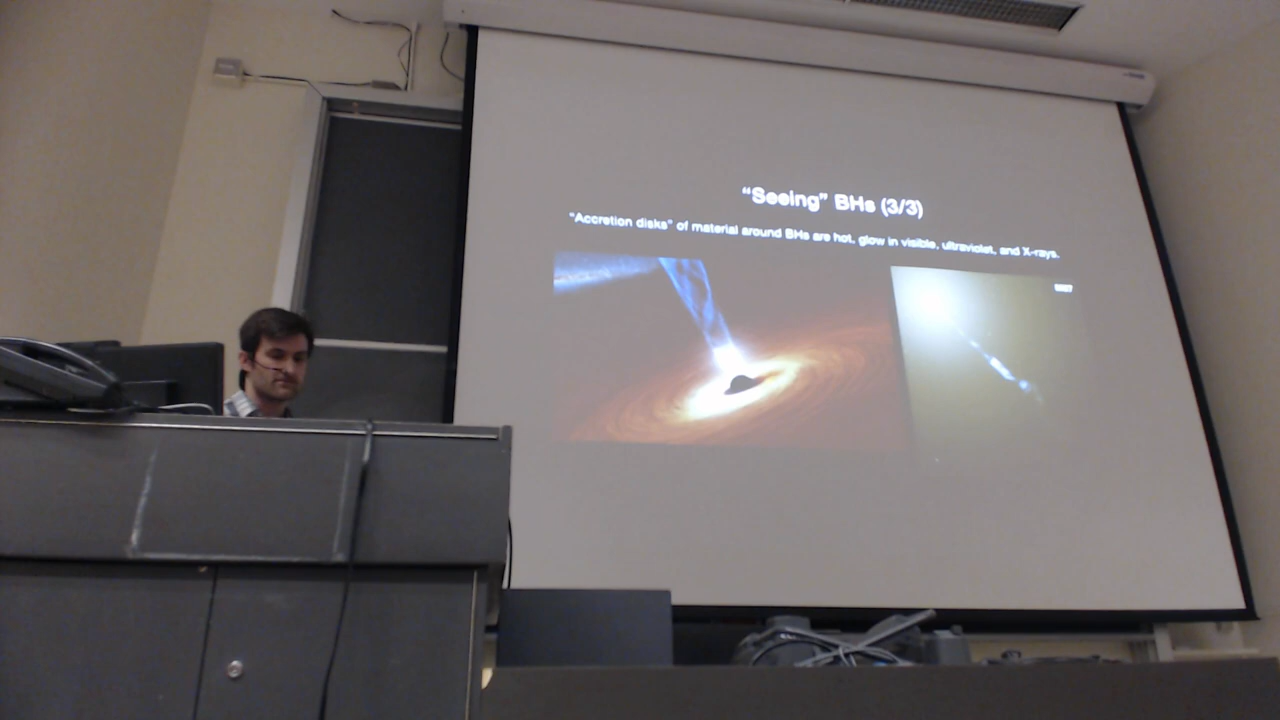 "Seeing" BHs (3/3)
"Accretion disks" of material around BHs are hot, glow in visible, ultraviolet, and X-rays.